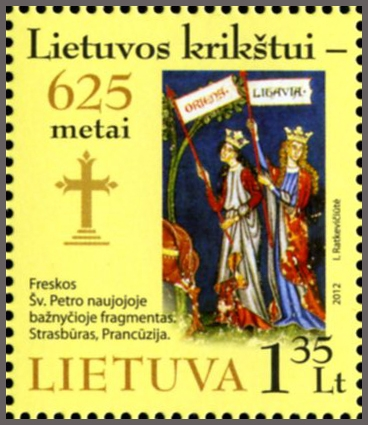 Lietuvos krikštui –
625
metai
ORIENS·
LITAVIA·
Freskos
Šv. Petro naujojoje
bažnyčioje fragmentas.
Strasbūras, Prancūzija.
I. Ratkevičiūtė
2012
LIETUVA 1 35 Lt